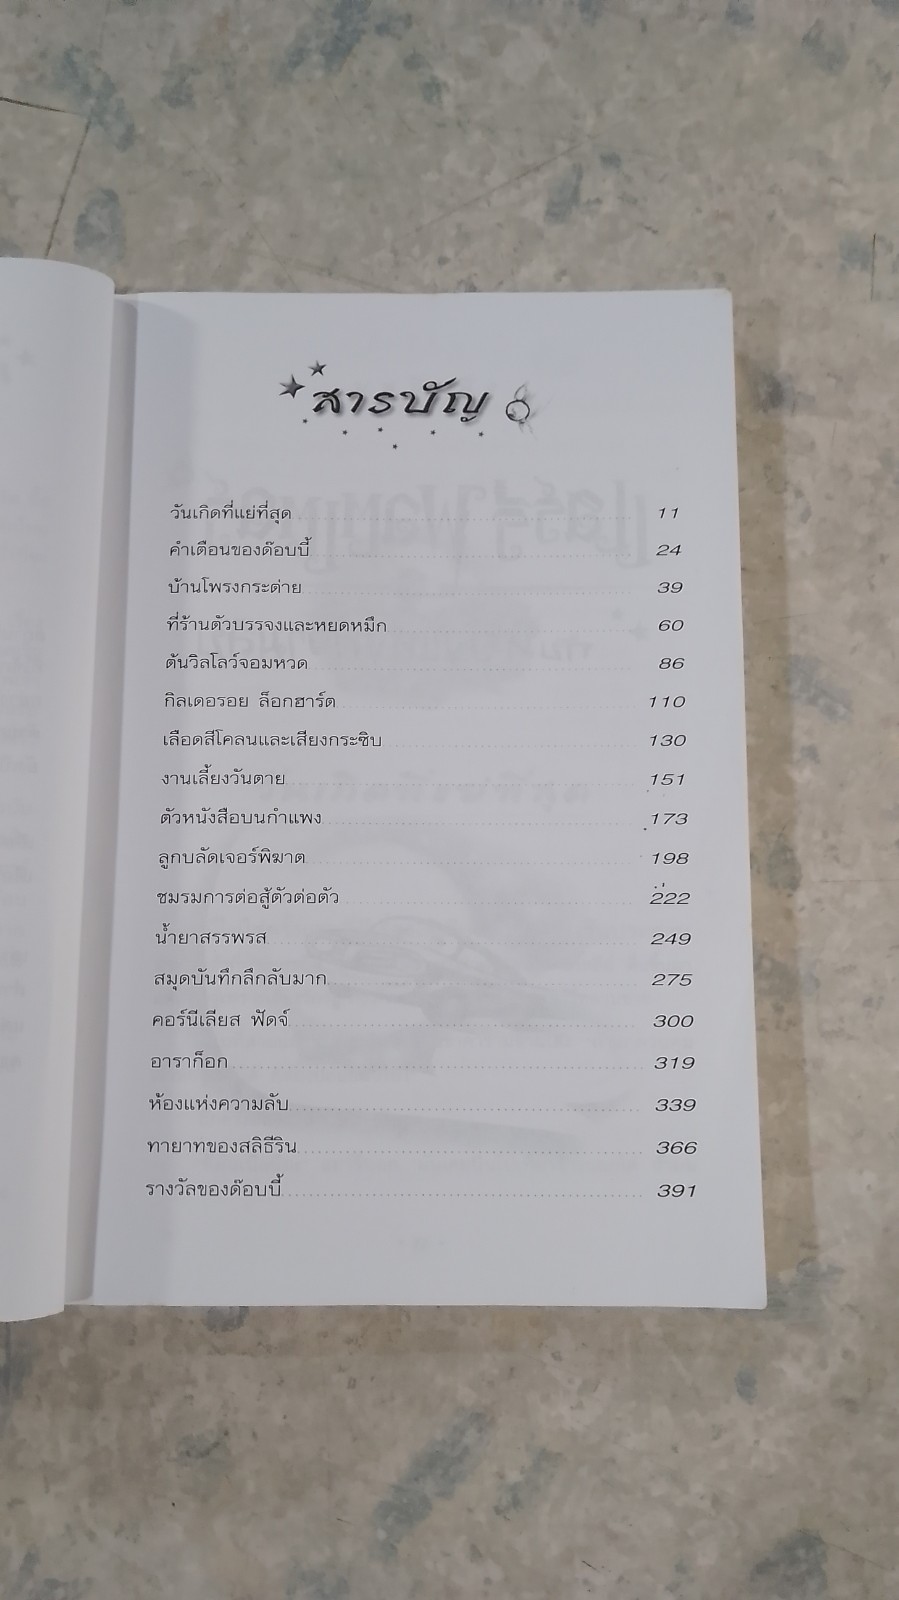 สารบัญ
วันเกิดที่แย่ที่สุด 11
คำเตือนของด๊อบบี้ 24
บ้านโพรงกระต่าย 39
ที่ร้านตัวบรรจงและหยดหมึก 60
ต้นวิลโลว์จอมหวด 86
กิลเดอรอย ล็อกฮาร์ต 110
เลือดสีโคลนและเสียงกระซิบ 130
งานเลี้ยงวันตาย 151
ตัวหนังสือบนกำแพง 173
ลูกบลัดเจอร์พิฆาต 198
ชมรมการต่อสู้ตัวต่อตัว 222
น้ำยาสรรพรส 249
สมุดบันทึกลึกลับมาก 275
คอร์นีเลียส ฟัดจ์ 300
อาราก็อก 319
ห้องแห่งความลับ 339
ทายาทของสลิธีริน 366
รางวัลของด๊อบบี้ 391